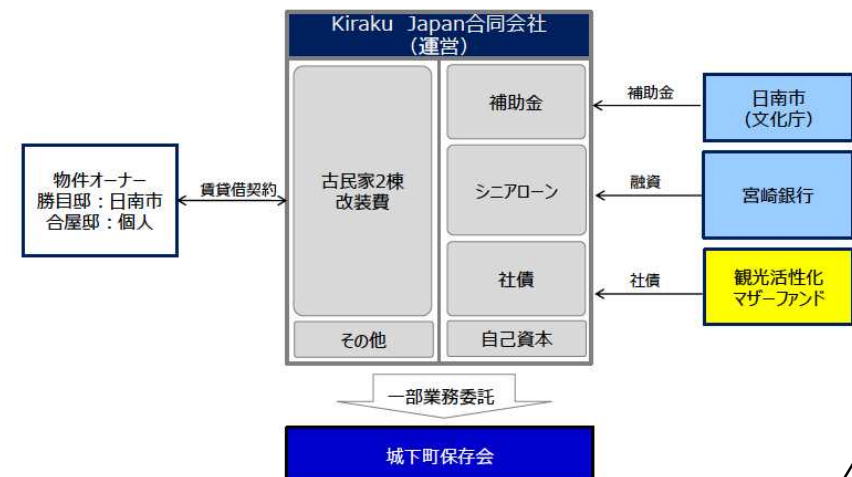 Kiraku Japan合同会社
（運営）
物件オーナー
勝目邸：日南市
合屋邸：個人
賃貸借契約
古民家2棟
改装費
その他
補助金
シニアローン
社債
自己資本
補助金
融資
社債
日南市
(文化庁)
宮崎銀行
観光活性化
マザーファンド
一部業務委託
城下町保存会